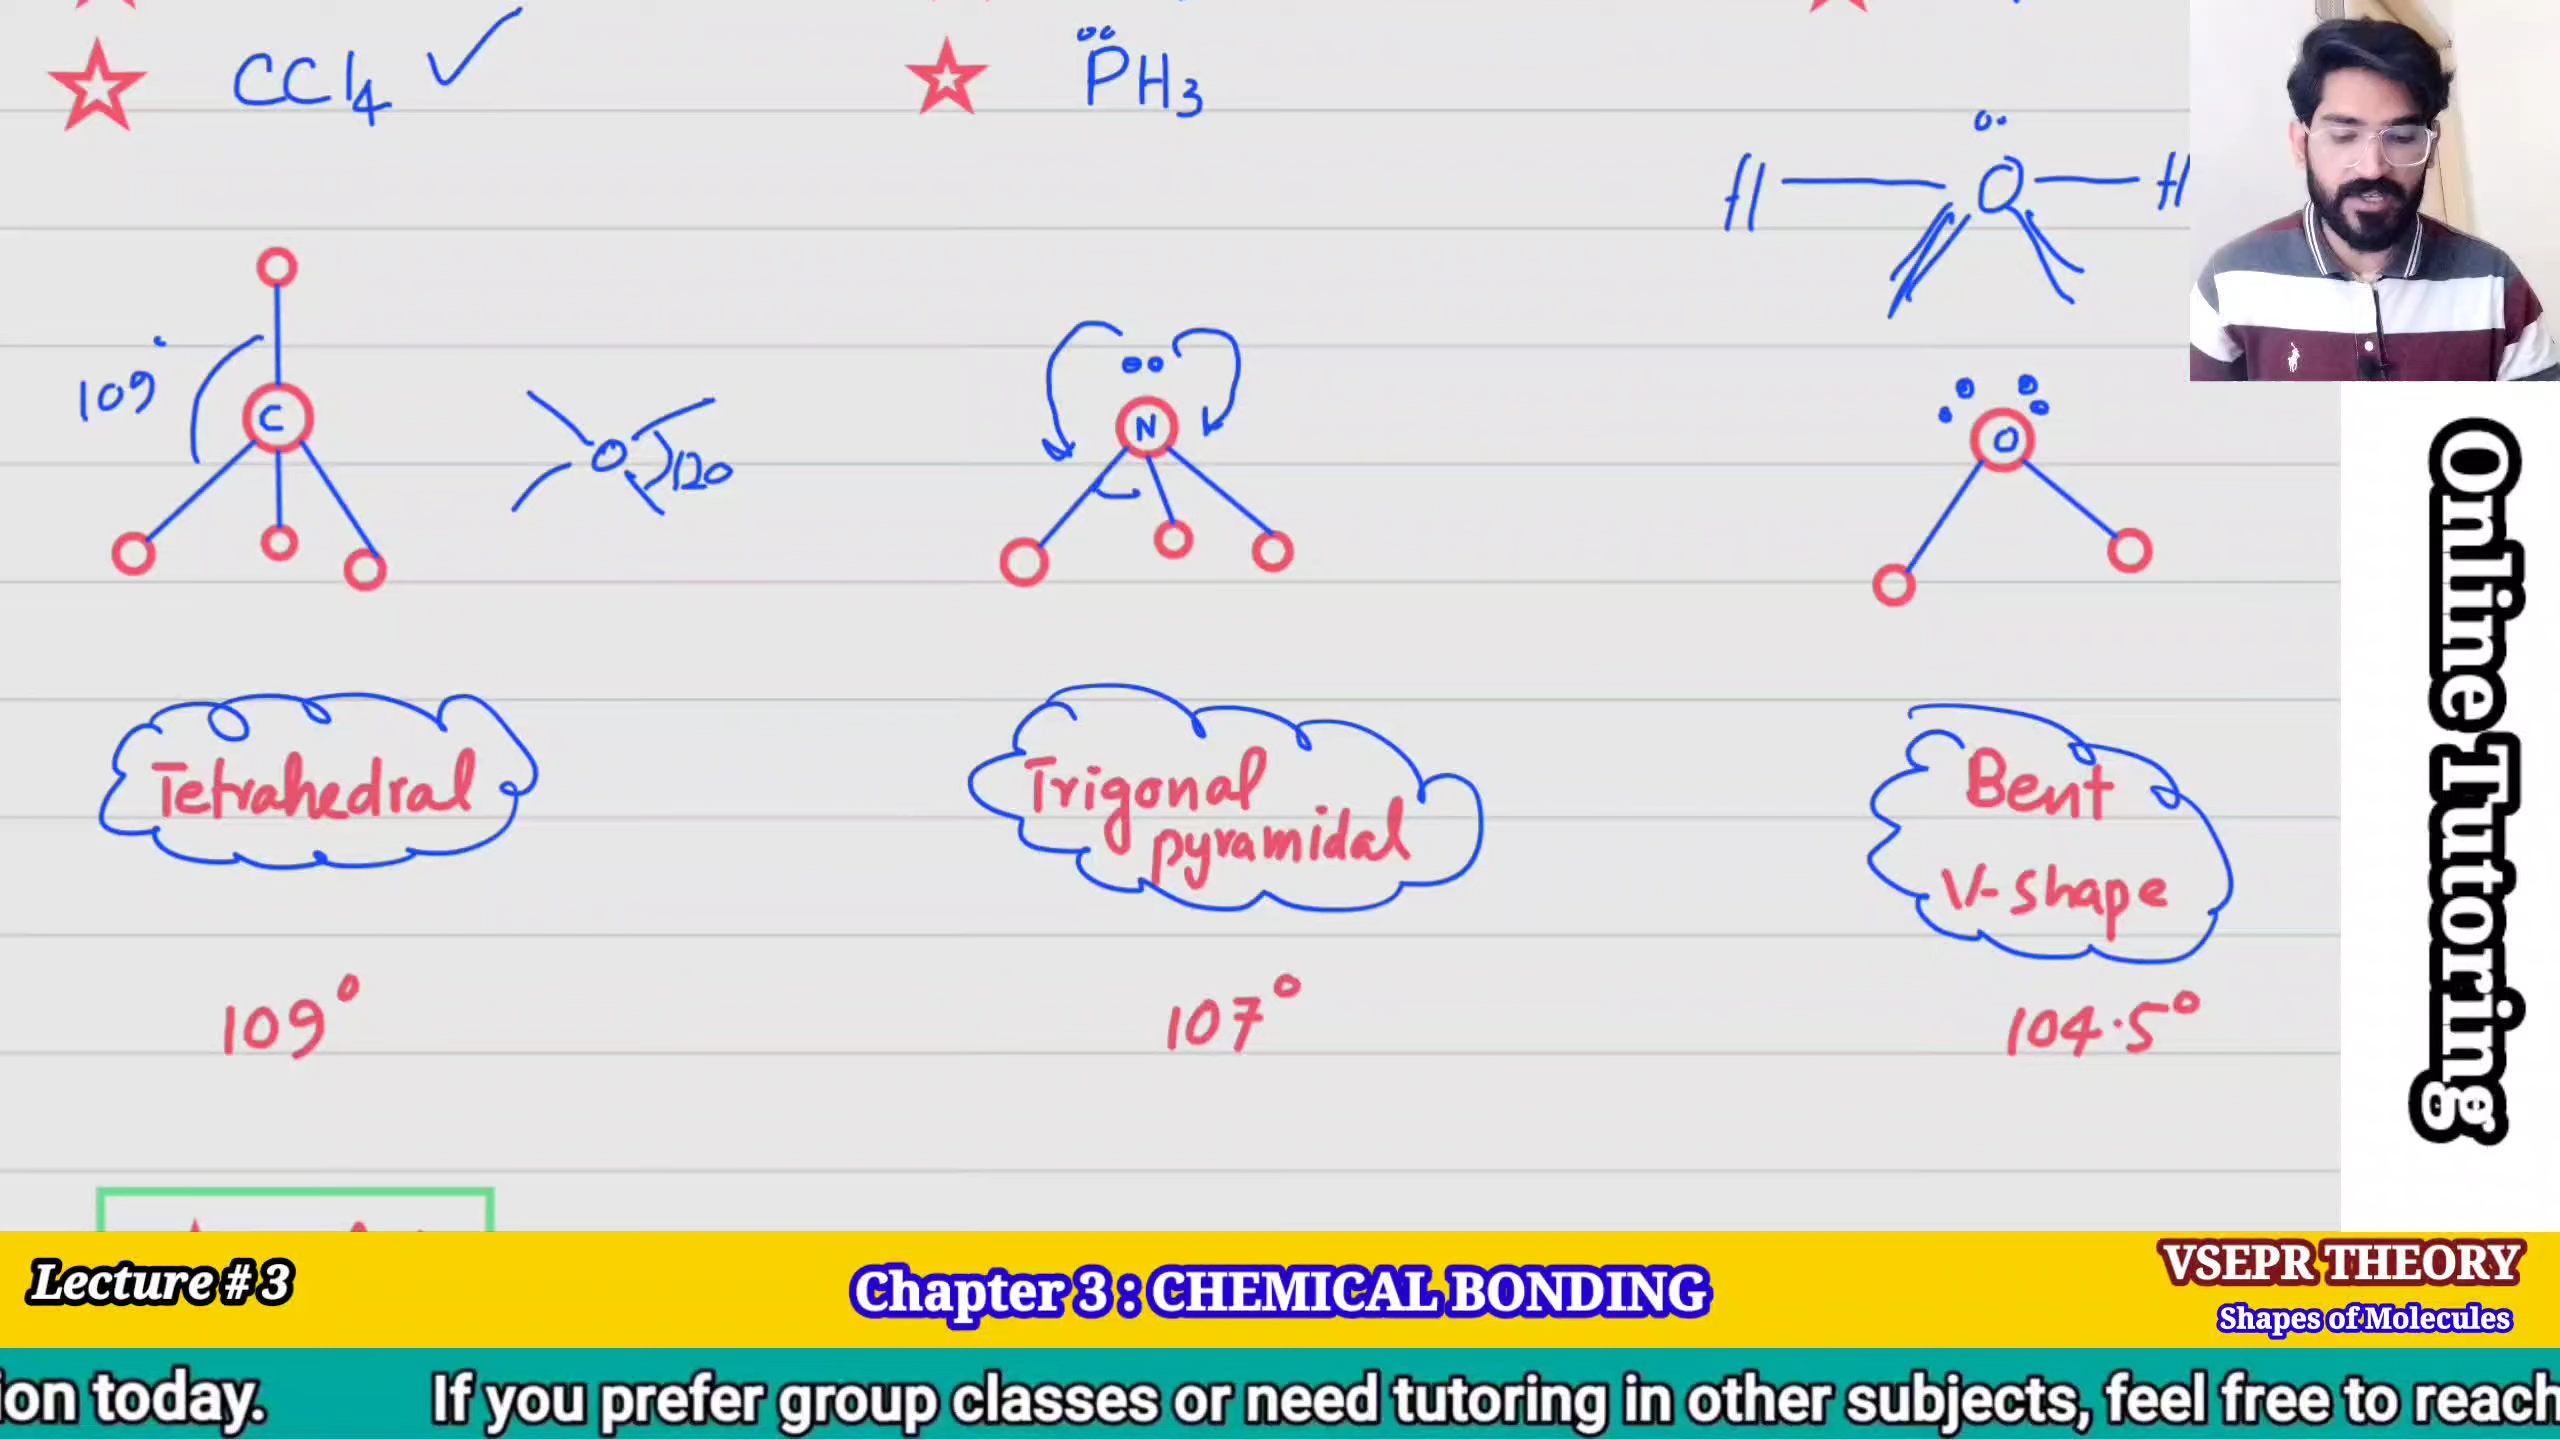 CCl4
PH3
H O H
109°
C
120
N
O
Tetrahedral
Trigonal
pyramidal
Bent
V-shape
109°
107°
104.5°
Online Tutoring
Lecture # 3
Chapter 3 : CHEMICAL BONDING
VSEPR THEORY
Shapes of Molecules
ion today. If you prefer group classes or need tutoring in other subjects, feel free to reach